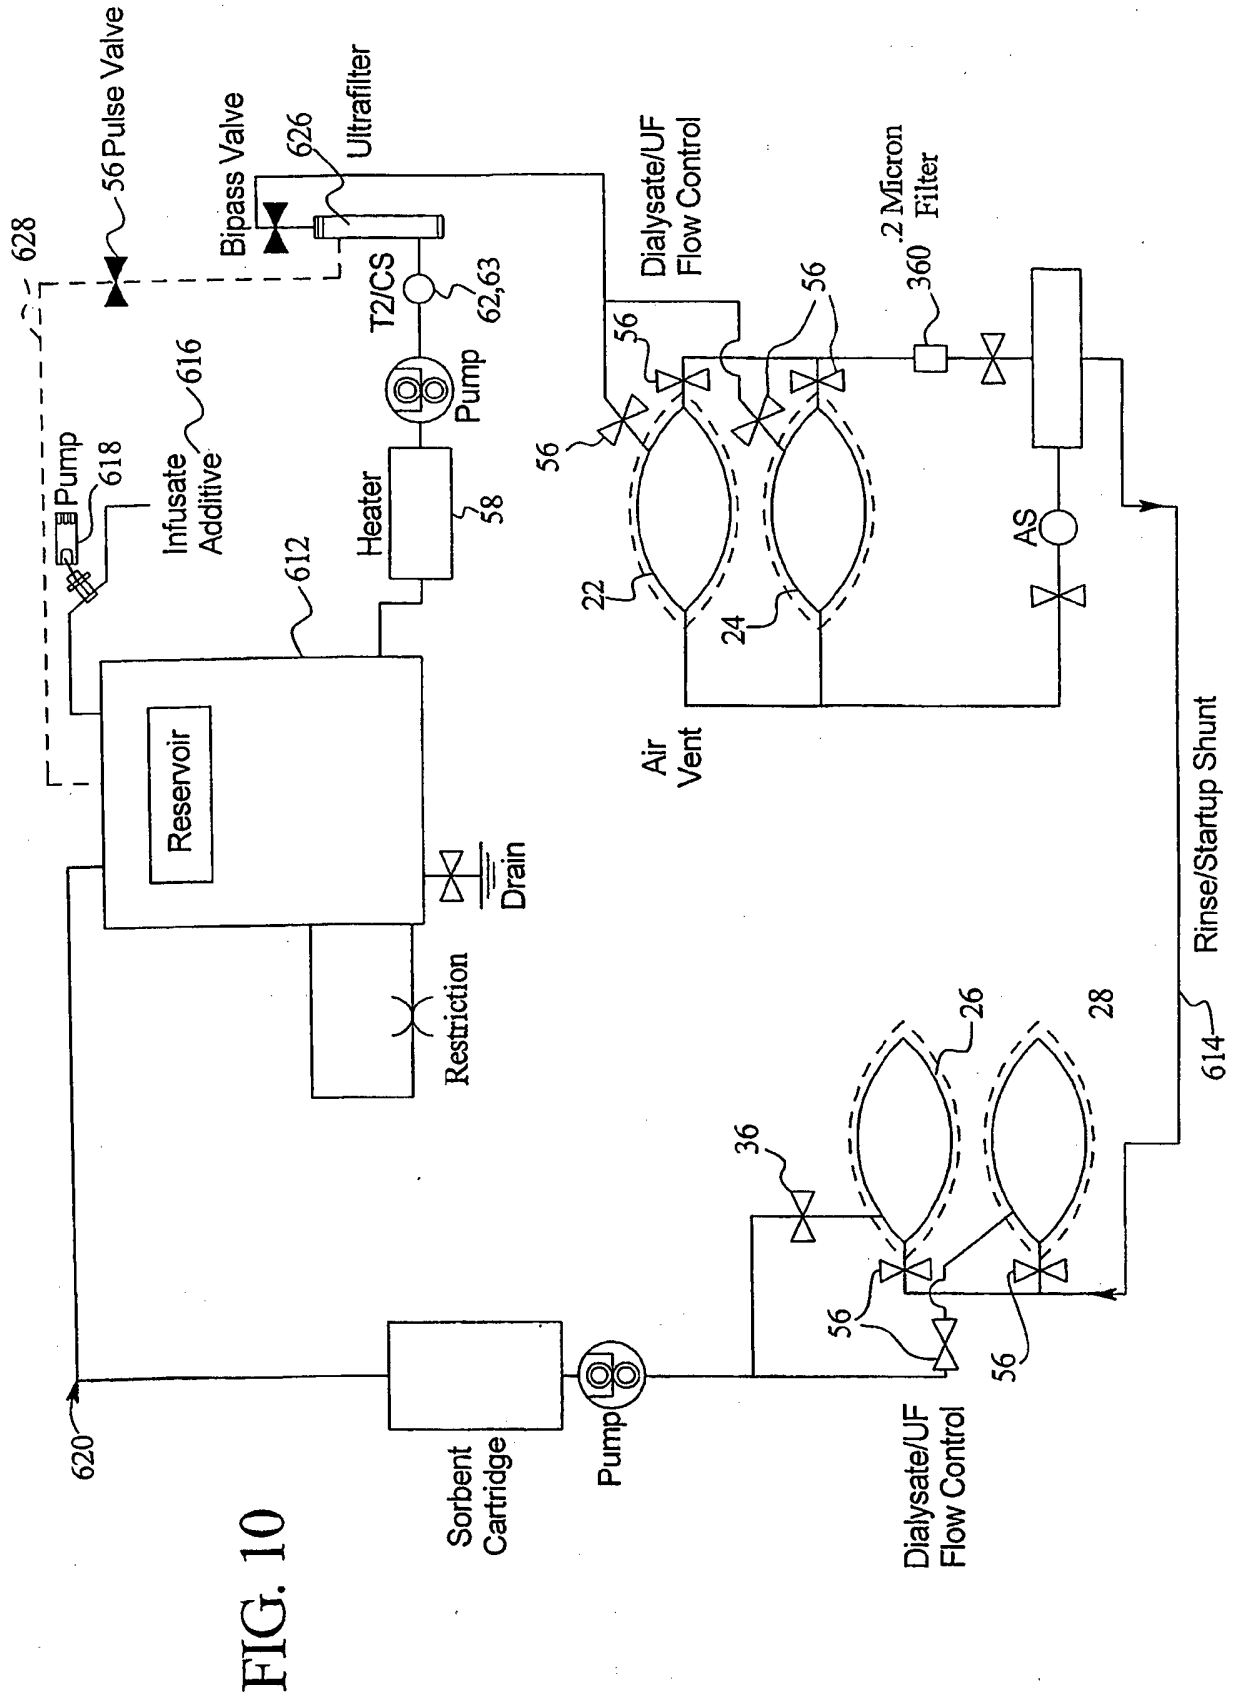 FIG. 10
620
Sorbent
Cartridge
Pump
Dialysate/UF
Flow Control
56
56
36
26
28
614
Rinse/Startup Shunt
Restriction
Drain
Reservoir
612
Pump
618
Infusate
Additive
616
628
56 Pulse Valve
Bipass Valve
626
Ultrafilter
T2/CS
62,63
Pump
Heater
58
Dialysate/UF
Flow Control
56
56
56
22
24
Air
Vent
AS
360
.2 Micron
Filter